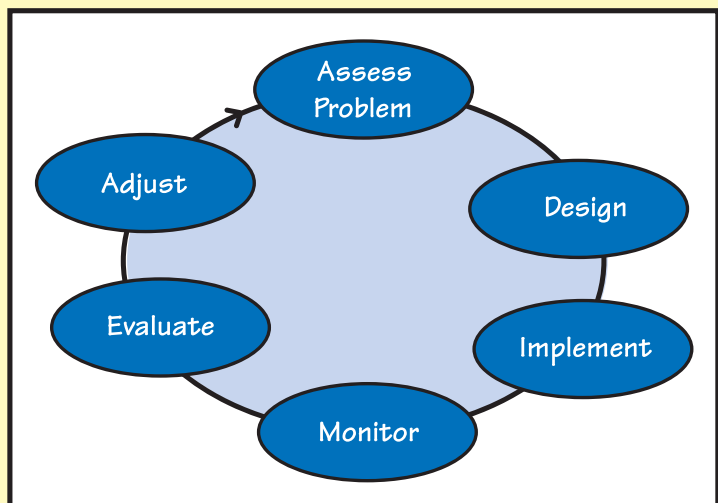 Assess
Problem
Design
Implement
Monitor
Evaluate
Adjust